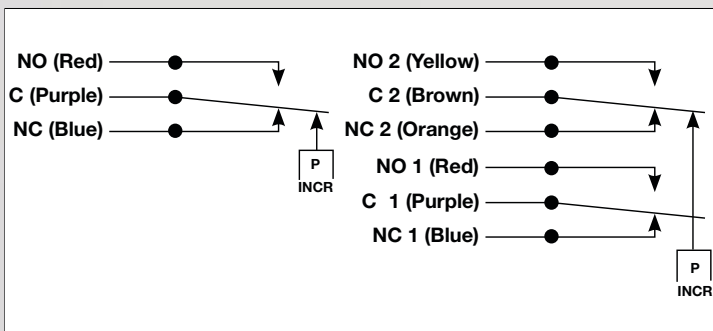 NO (Red)
C (Purple)
NC (Blue)
P
INCR
NO 2 (Yellow)
C 2 (Brown)
NC 2 (Orange)
NO 1 (Red)
C 1 (Purple)
NC 1 (Blue)
P
INCR